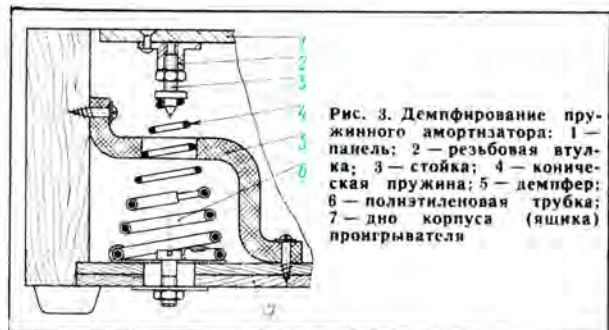 1
2
3
4
5
6
7
Рис. 3. Демпфирование пру-
жинного амортизатора: 1 —
панель; 2 — резьбовая втул-
ка; 3 — стойка; 4 — кониче-
ская пружина; 5 — демпфер;
6 — полиэтиленовая трубка;
7 — дно корпуса (ящика)
проигрывателя